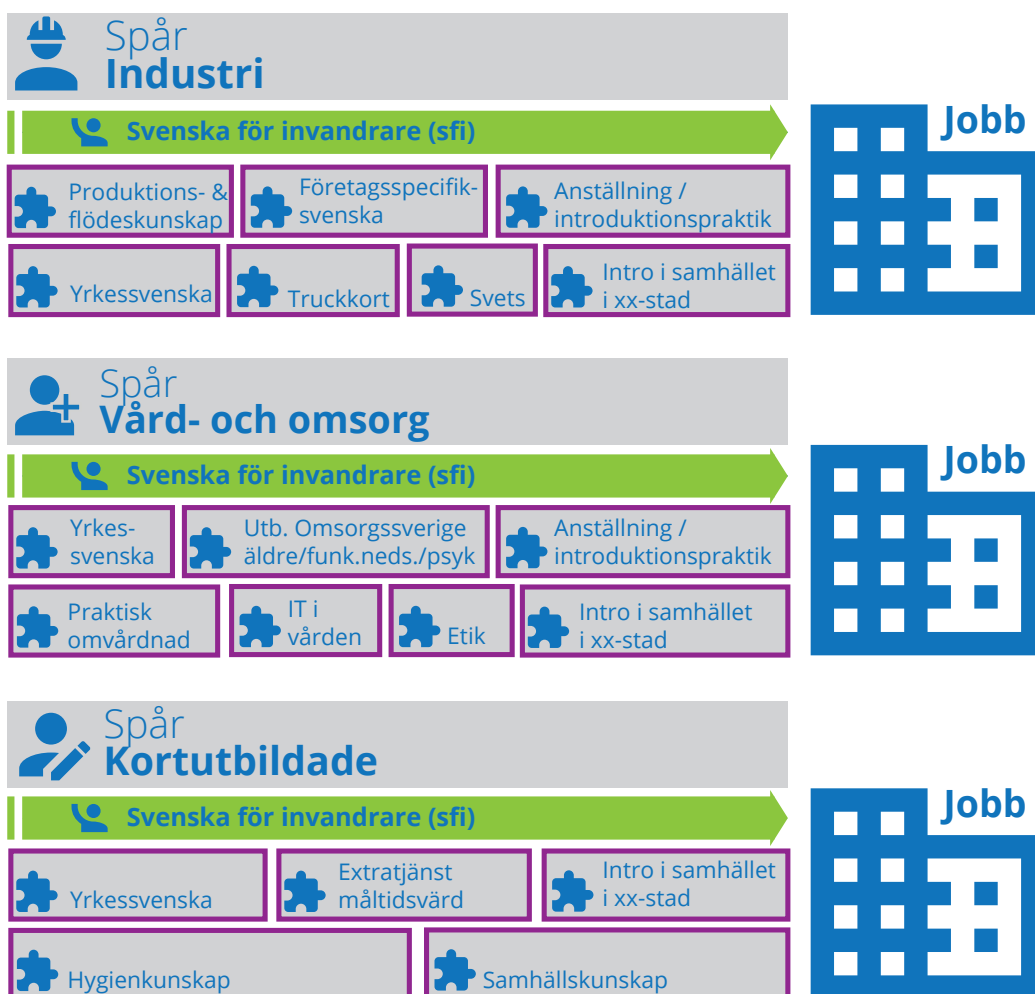 Spår
Industri
Svenska för invandrare (sfi)
Jobb
Produktions- &
flödeskunskap
Företagsspecifik-
svenska
Anställning /
introduktionspraktik
Yrkessvenska
Truckkort
Svets
Intro i samhället
i xx-stad
Spår
Vård- och omsorg
Svenska för invandrare (sfi)
Jobb
Yrkes-
svenska
Utb. Omsorgssverige
äldre/funk.neds./psyk
Anställning /
introduktionspraktik
Praktisk
omvårdnad
IT i
vården
Etik
Intro i samhället
i xx-stad
Spår
Kortutbildade
Svenska för invandrare (sfi)
Jobb
Yrkessvenska
Extratjänst
måltidsvärd
Intro i samhället
i xx-stad
Hygienkunskap
Samhällskunskap